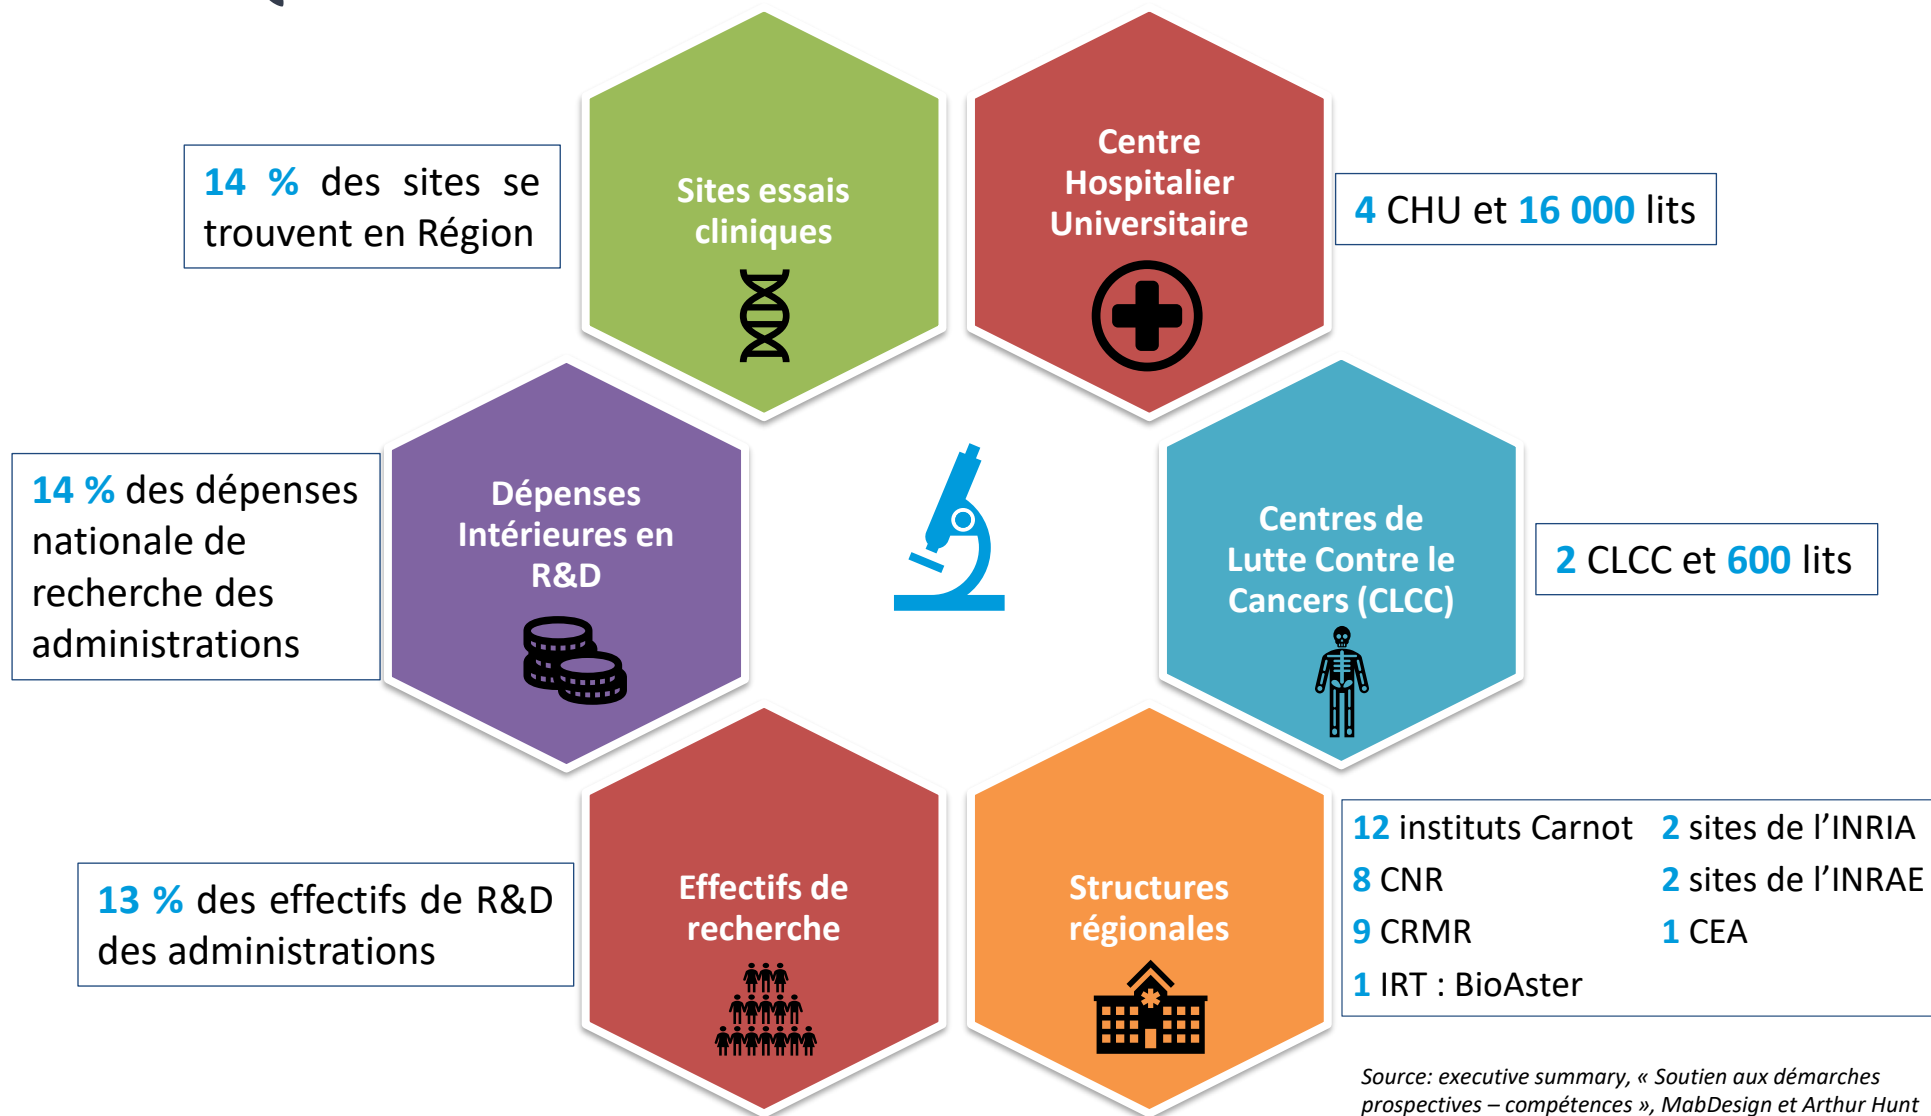 14 % des sites se
trouvent en Région
Sites essais
cliniques
Centre
Hospitalier
Universitaire
4 CHU et 16 000 lits
14 % des dépenses
nationale de
recherche des
administrations
Dépenses
Intérieures en
R&D
Centres de
Lutte Contre le
Cancers (CLCC)
2 CLCC et 600 lits
13 % des effectifs de R&D
des administrations
Effectifs de
recherche
Structures
régionales
12 instituts Carnot 2 sites de l'INRIA
8 CNR 2 sites de l'INRAE
9 CRMR 1 CEA
1 IRT : BioAster
Source: executive summary, « Soutien aux démarches
prospectives – compétences », MabDesign et Arthur Hunt